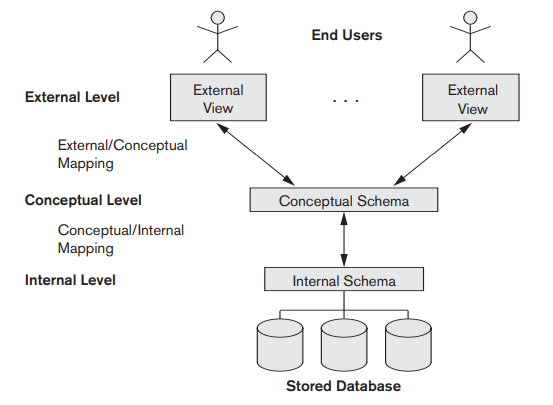 End Users
External Level
External
View
. . .
External
View
External/Conceptual
Mapping
Conceptual Level
Conceptual Schema
Conceptual/Internal
Mapping
Internal Level
Internal Schema
Stored Database